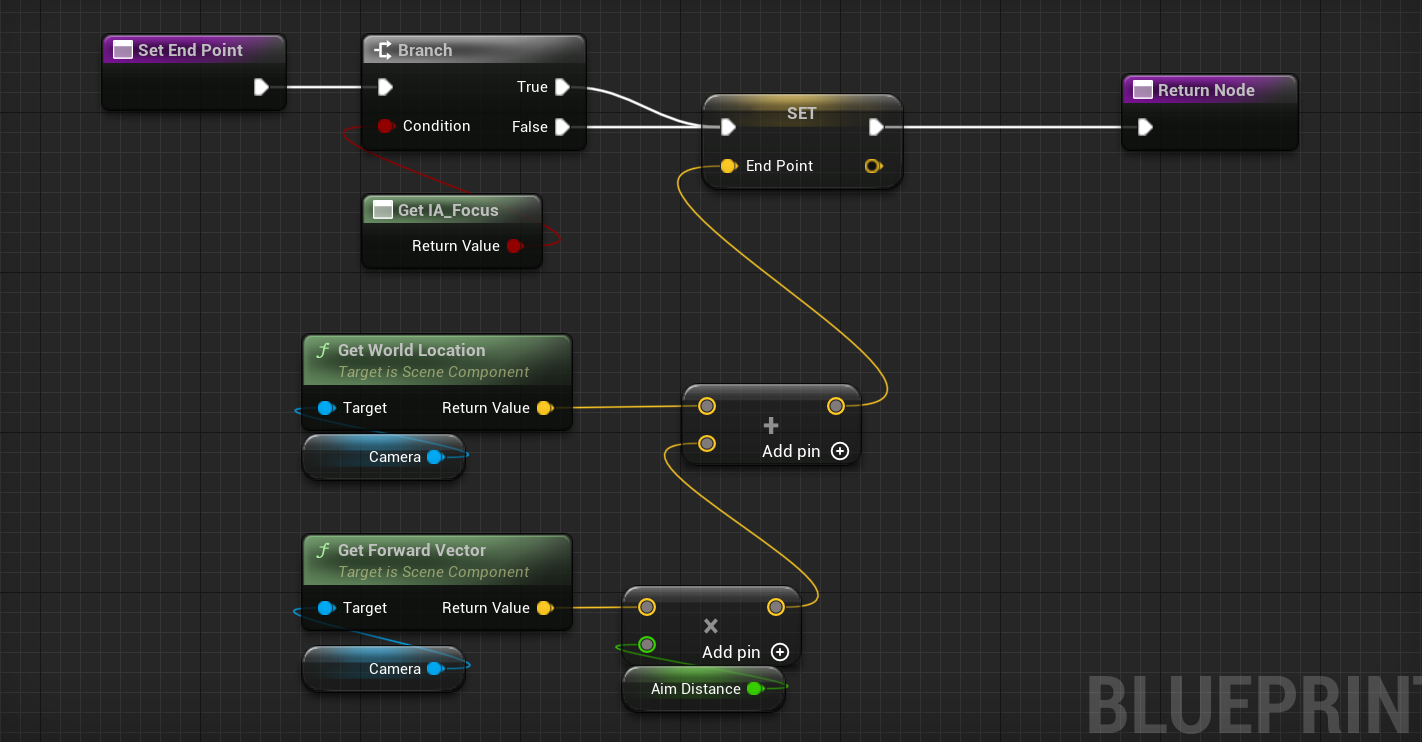 Set End Point
Branch
True
Condition
False
SET
End Point
Return Node
Get IA_Focus
Return Value
f Get World Location
Target is Scene Component
Target
Return Value
Camera
+
Add pin
f Get Forward Vector
Target is Scene Component
Target
Return Value
Camera
×
Add pin
Aim Distance
BLUEPRINT